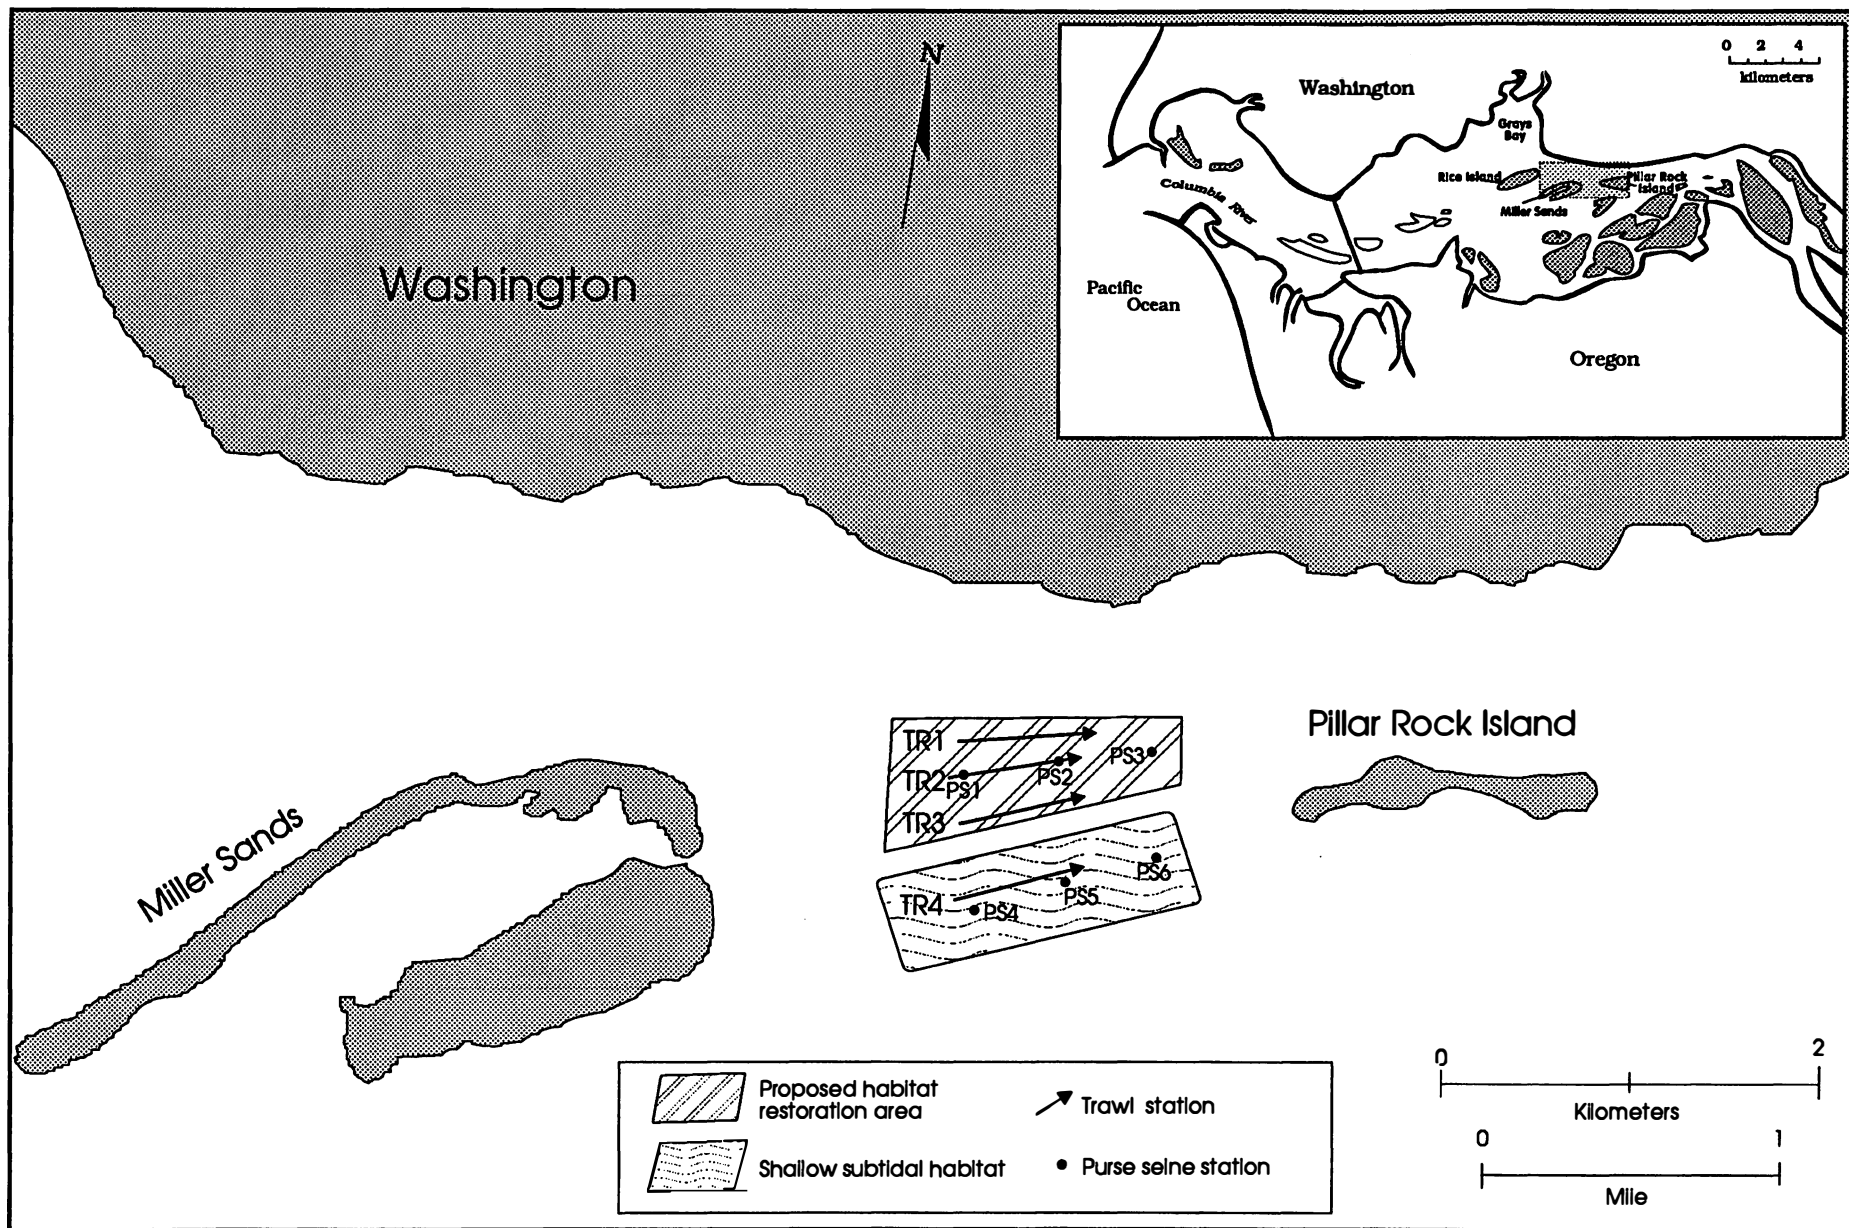 N
Washington
0 2 4
kilometers
Washington
Grays
Bay
Rice Island
Pillar Rock
Island
Miller Sands
Columbia River
Pacific
Ocean
Oregon
Pillar Rock Island
Miller Sands
TR1
TR2
PS1
PS2
PS3
TR3
TR4
PS4
PS5
PS6
Proposed habitat
restoration area
Trawl station
Shallow subtidal habitat
Purse seine station
0 2
Kilometers
0 1
Mile